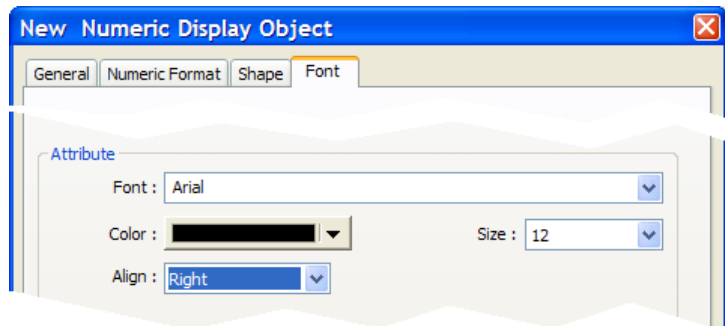 New Numeric Display Object
General Numeric Format Shape Font
Attribute
Font : Arial
Color : Size : 12
Align : Right